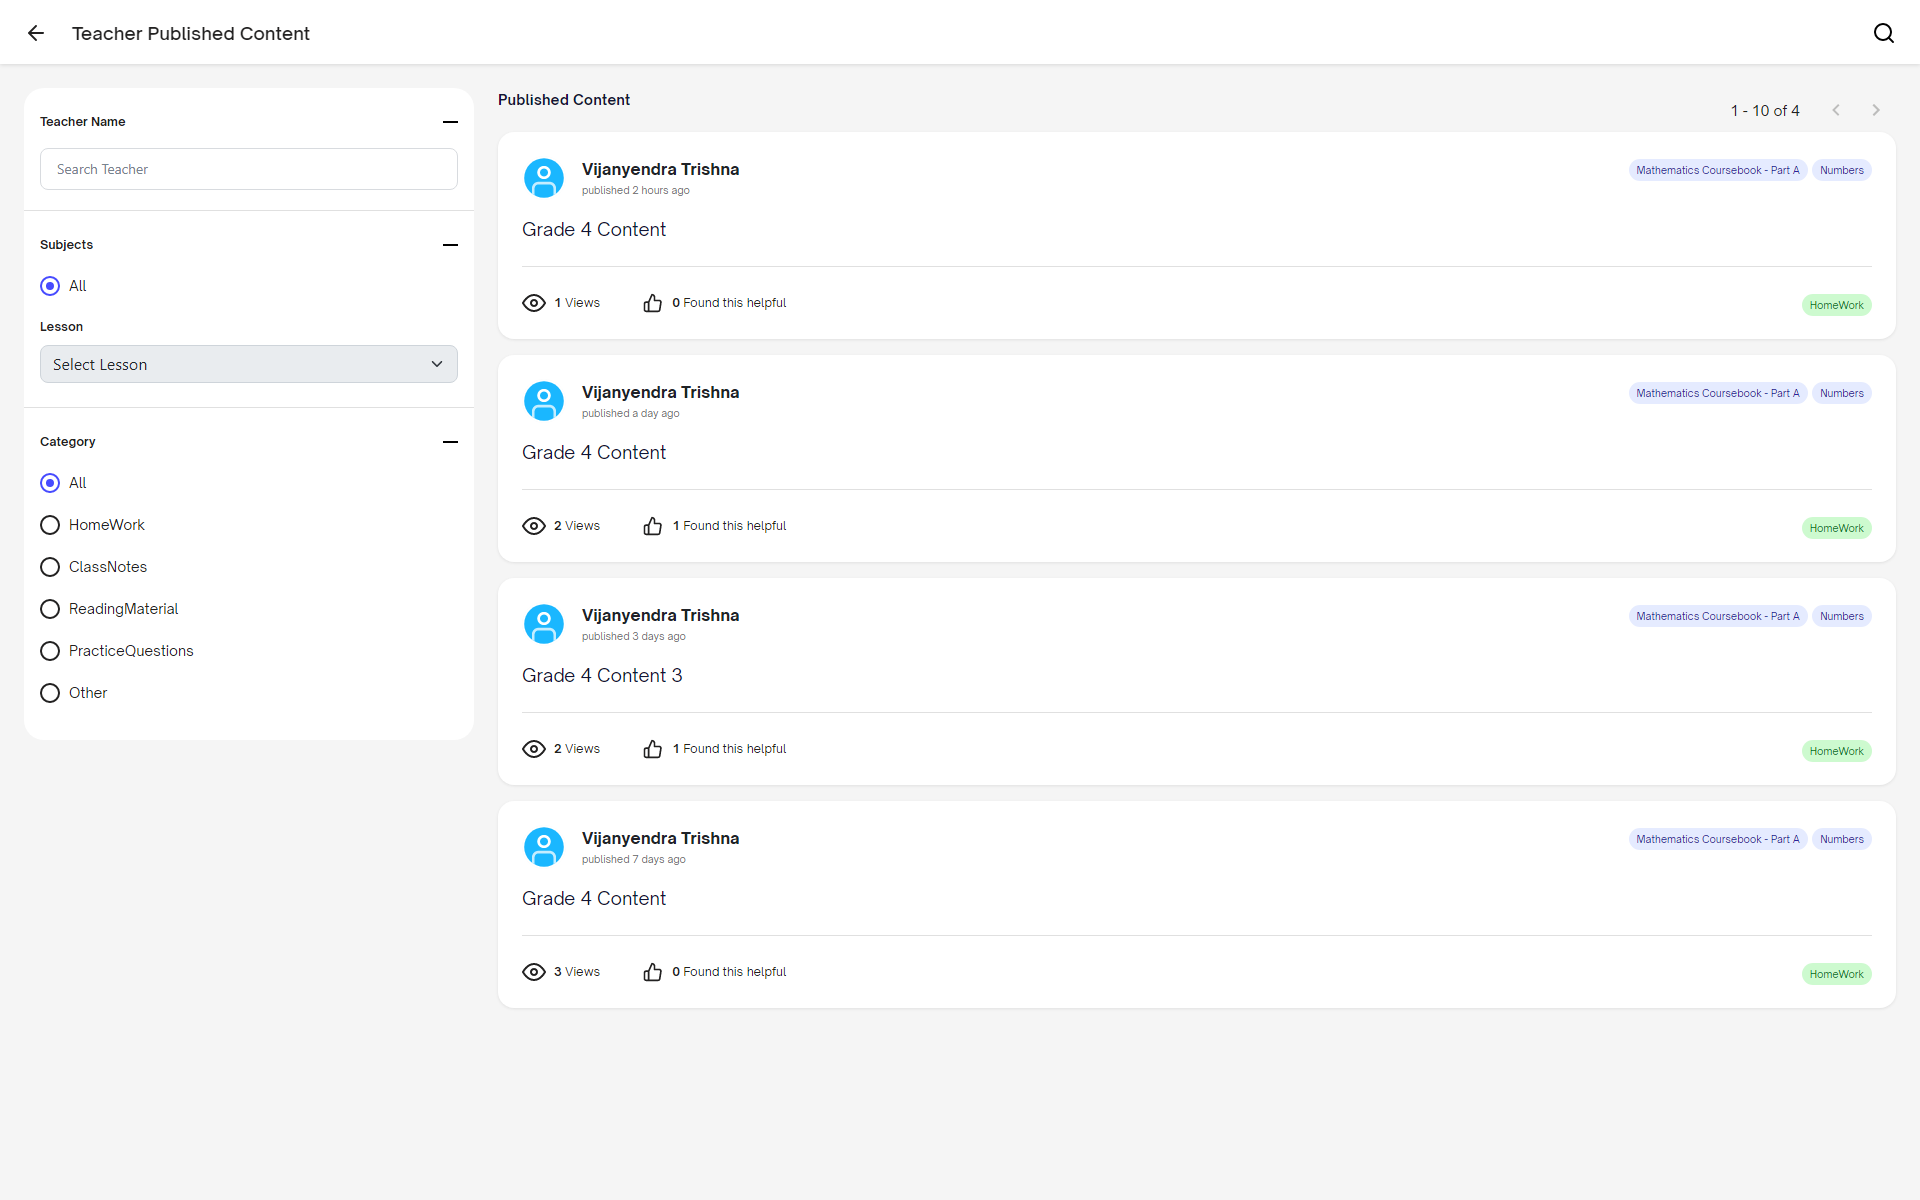 Teacher Published Content
Teacher Name
Search Teacher
Subjects
All
Lesson
Select Lesson
Category
All
HomeWork
ClassNotes
ReadingMaterial
PracticeQuestions
Other
Published Content
1 - 10 of 4
Vijanyendra Trishna
published 2 hours ago
Mathematics Coursebook - Part A Numbers
Grade 4 Content
1 Views 0 Found this helpful
HomeWork
Vijanyendra Trishna
published a day ago
Mathematics Coursebook - Part A Numbers
Grade 4 Content
2 Views 1 Found this helpful
HomeWork
Vijanyendra Trishna
published 3 days ago
Mathematics Coursebook - Part A Numbers
Grade 4 Content 3
2 Views 1 Found this helpful
HomeWork
Vijanyendra Trishna
published 7 days ago
Mathematics Coursebook - Part A Numbers
Grade 4 Content
3 Views 0 Found this helpful
HomeWork